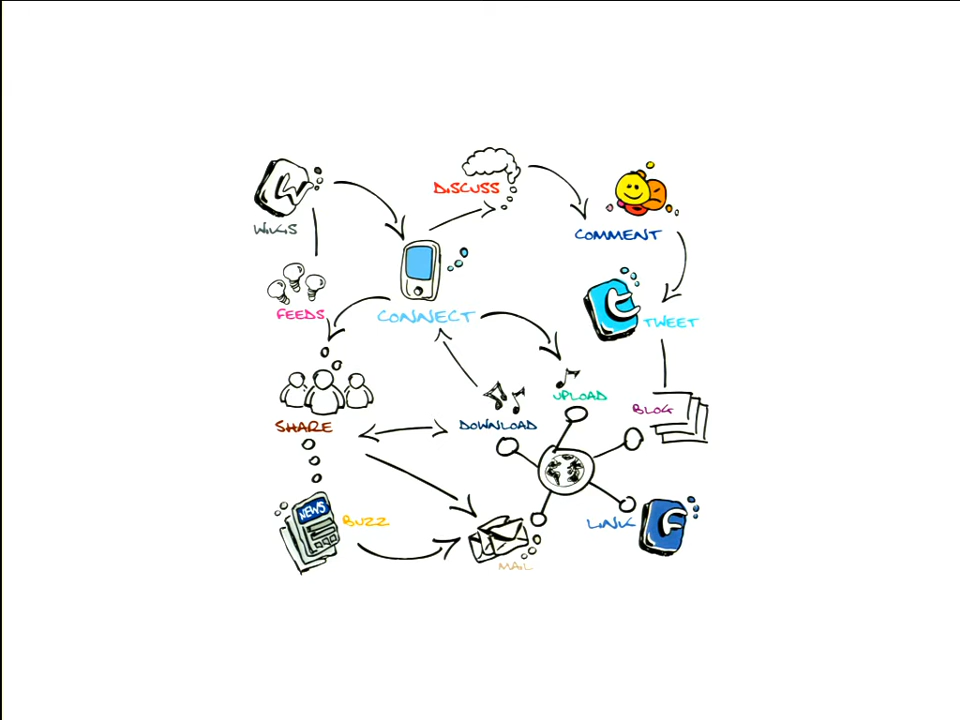 DISCUSS
WIKIS
COMMENT
FEEDS
CONNECT
TWEET
UPLOAD
BLOG
SHARE
DOWNLOAD
NEWS
BUZZ
LINK
MAIL